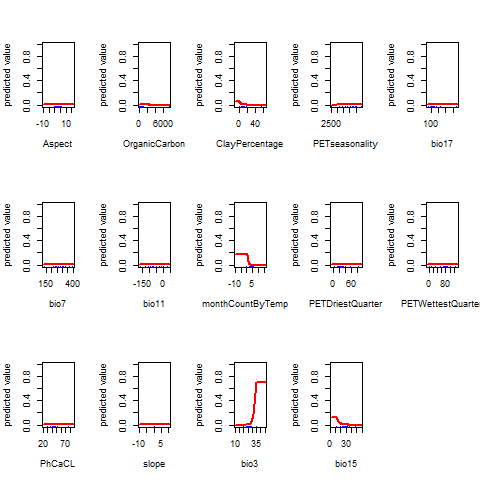 predicted value predicted value predicted value predicted value predicted value
0.0 0.4 0.8 0.0 0.4 0.8 0.0 0.4 0.8 0.0 0.4 0.8 0.0 0.4 0.8
-10 10 0 6000 0 40 2500 100
Aspect OrganicCarbon ClayPercentage PETseasonality bio17
predicted value predicted value predicted value predicted value predicted value
0.0 0.4 0.8 0.0 0.4 0.8 0.0 0.4 0.8 0.0 0.4 0.8 0.0 0.4 0.8
150 400 -150 0 -10 5 0 60 0 80
bio7 bio11 monthCountByTemp PETDriestQuarter PETWettestQuarte
predicted value predicted value predicted value predicted value
0.0 0.4 0.8 0.0 0.4 0.8 0.0 0.4 0.8 0.0 0.4 0.8
20 70 -10 5 10 35 0 30
PhCaCL slope bio3 bio15